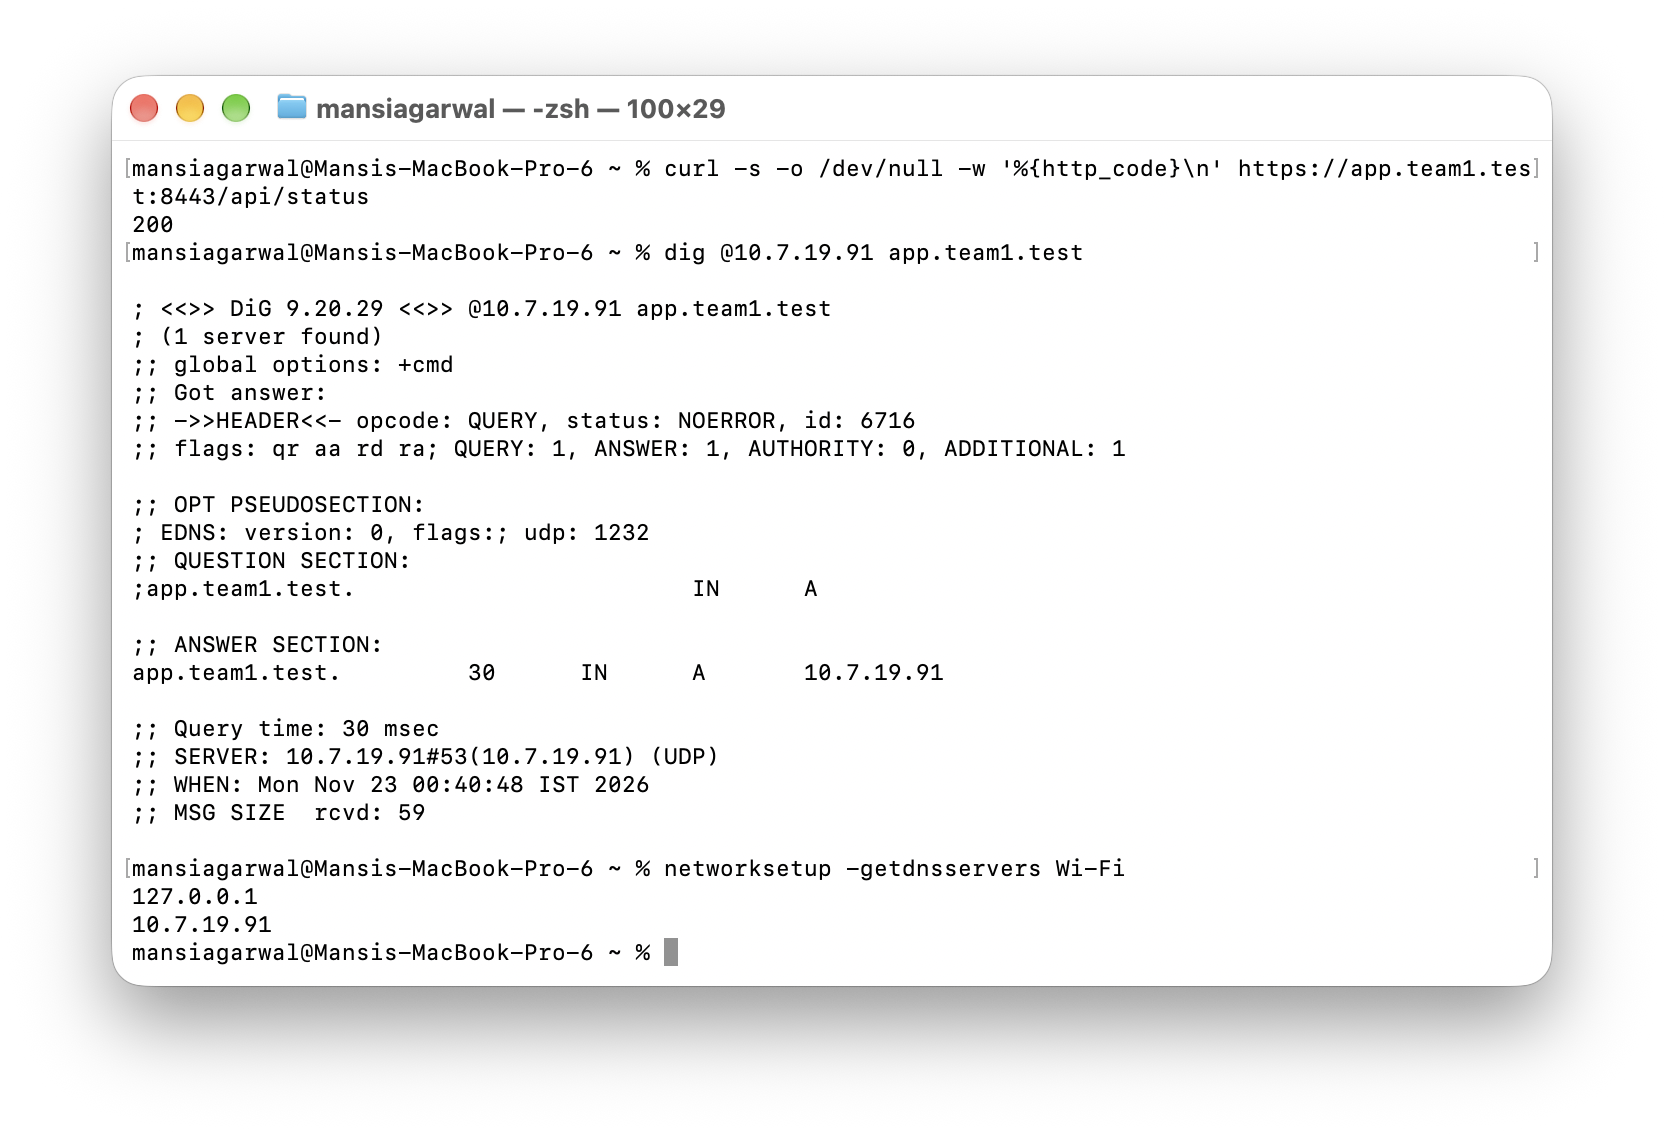 mansiagarwal — -zsh — 100×29
[mansiagarwal@Mansis-MacBook-Pro-6 ~ % curl -s -o /dev/null -w '%{http_code}\n' https://app.team1.tes]
t:8443/api/status
200
[mansiagarwal@Mansis-MacBook-Pro-6 ~ % dig @10.7.19.91 app.team1.test ]
; <<>> DiG 9.20.29 <<>> @10.7.19.91 app.team1.test
; (1 server found)
;; global options: +cmd
;; Got answer:
;; ->>HEADER<<- opcode: QUERY, status: NOERROR, id: 6716
;; flags: qr aa rd ra; QUERY: 1, ANSWER: 1, AUTHORITY: 0, ADDITIONAL: 1
;; OPT PSEUDOSECTION:
; EDNS: version: 0, flags:; udp: 1232
;; QUESTION SECTION:
;app.team1.test. IN A
;; ANSWER SECTION:
app.team1.test. 30 IN A 10.7.19.91
;; Query time: 30 msec
;; SERVER: 10.7.19.91#53(10.7.19.91) (UDP)
;; WHEN: Mon Nov 23 00:40:48 IST 2026
;; MSG SIZE  rcvd: 59
[mansiagarwal@Mansis-MacBook-Pro-6 ~ % networksetup -getdnsservers Wi-Fi ]
127.0.0.1
10.7.19.91
mansiagarwal@Mansis-MacBook-Pro-6 ~ %